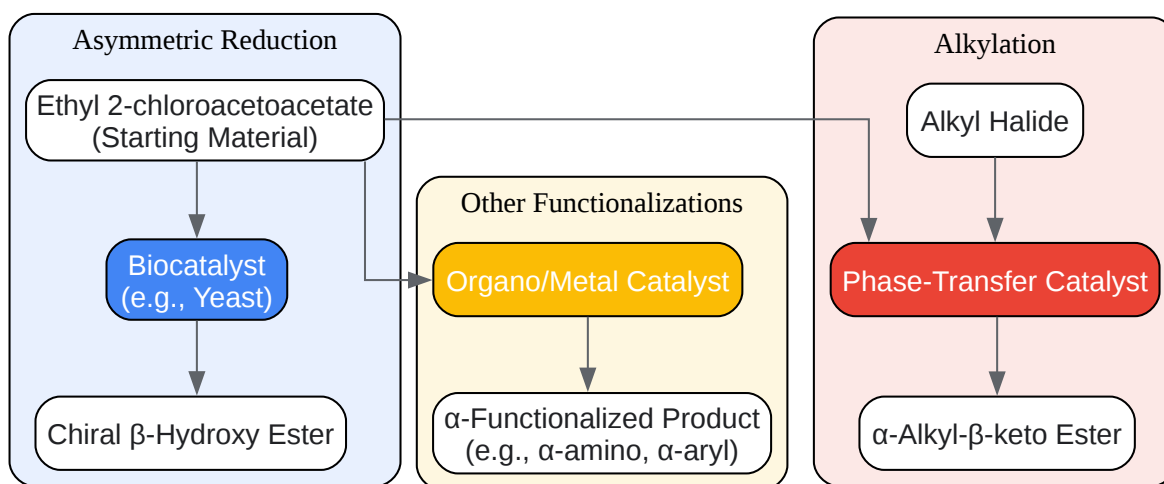 Asymmetric Reduction
Ethyl 2-chloroacetoacetate
(Starting Material)
Biocatalyst
(e.g., Yeast)
Chiral β-Hydroxy Ester
Other Functionalizations
Organo/Metal Catalyst
α-Functionalized Product
(e.g., α-amino, α-aryl)
Alkylation
Alkyl Halide
Phase-Transfer Catalyst
α-Alkyl-β-keto Ester